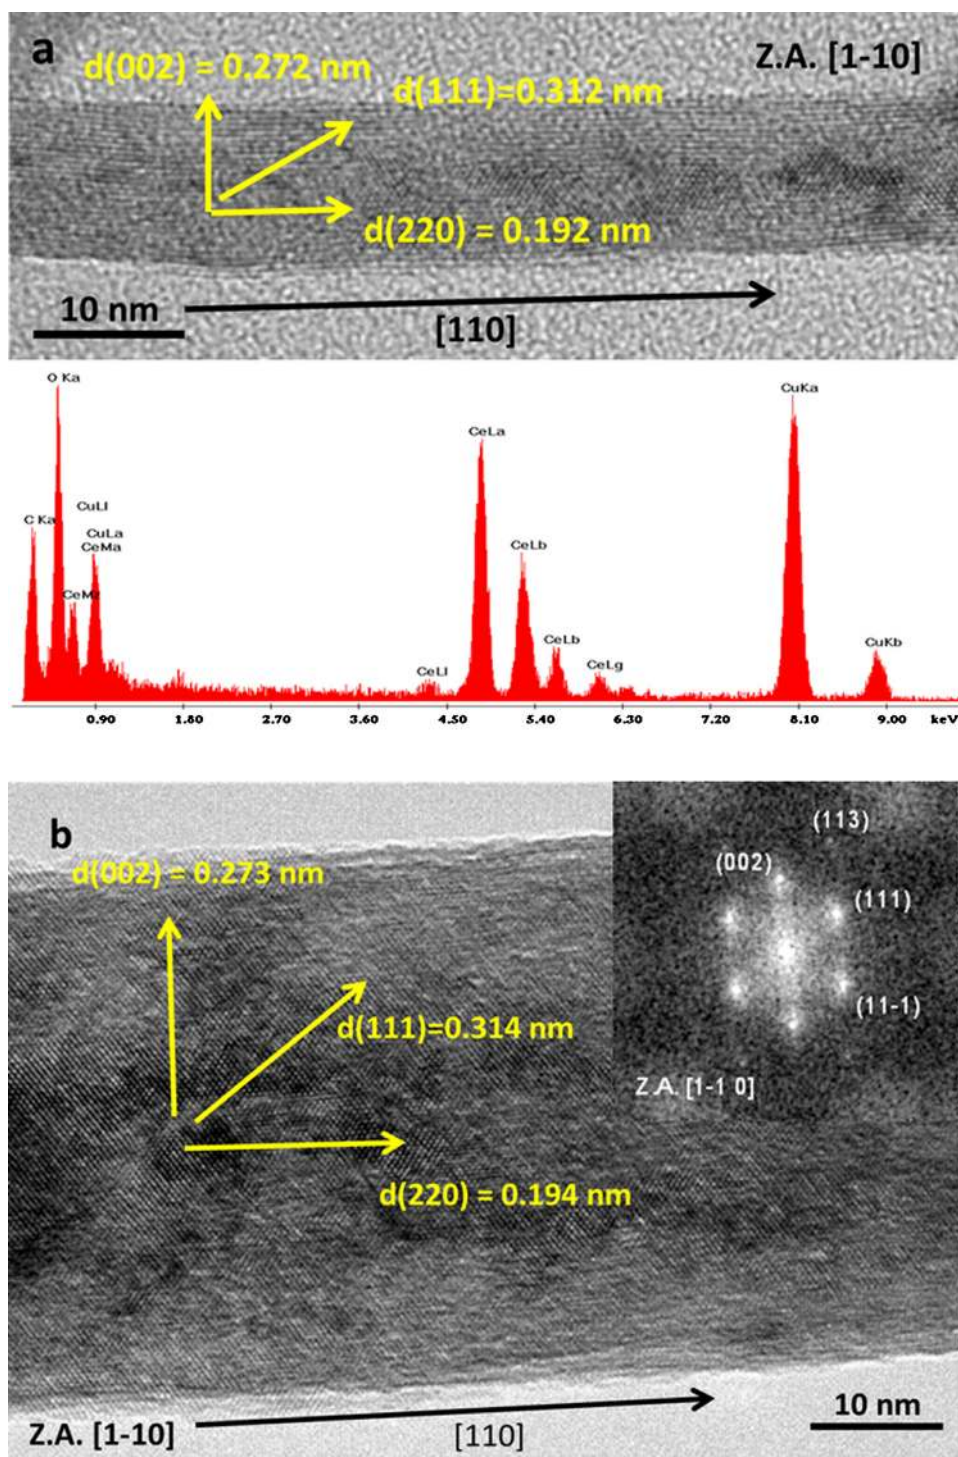 a
Z.A. [1-10]
d(002) = 0.272 nm
d(111)=0.312 nm
d(220) = 0.192 nm
10 nm
[110]
O Ka
CuKa
CeLa
CuLl
C Ka
CuLa
CeMa
CeLb
CeMz
CeLb
CeLl
CeLg
CuKb
0.90 1.80 2.70 3.60 4.50 5.40 6.30 7.20 8.10 9.00 keV
b
(113)
d(002) = 0.273 nm
(002)
(111)
d(111)=0.314 nm
(11-1)
Z.A. [1-1 0]
d(220) = 0.194 nm
10 nm
Z.A. [1-10]
[110]